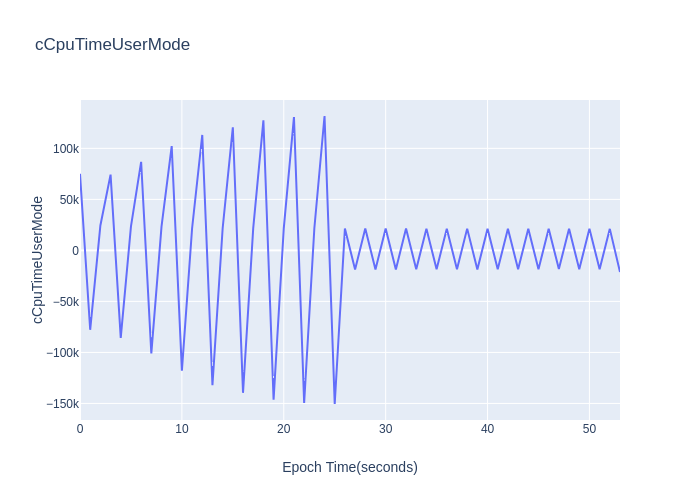 cCpuTimeUserMode
100k
50k
0
−50k
−100k
−150k
cCpuTimeUserMode
0 10 20 30 40 50
Epoch Time(seconds)